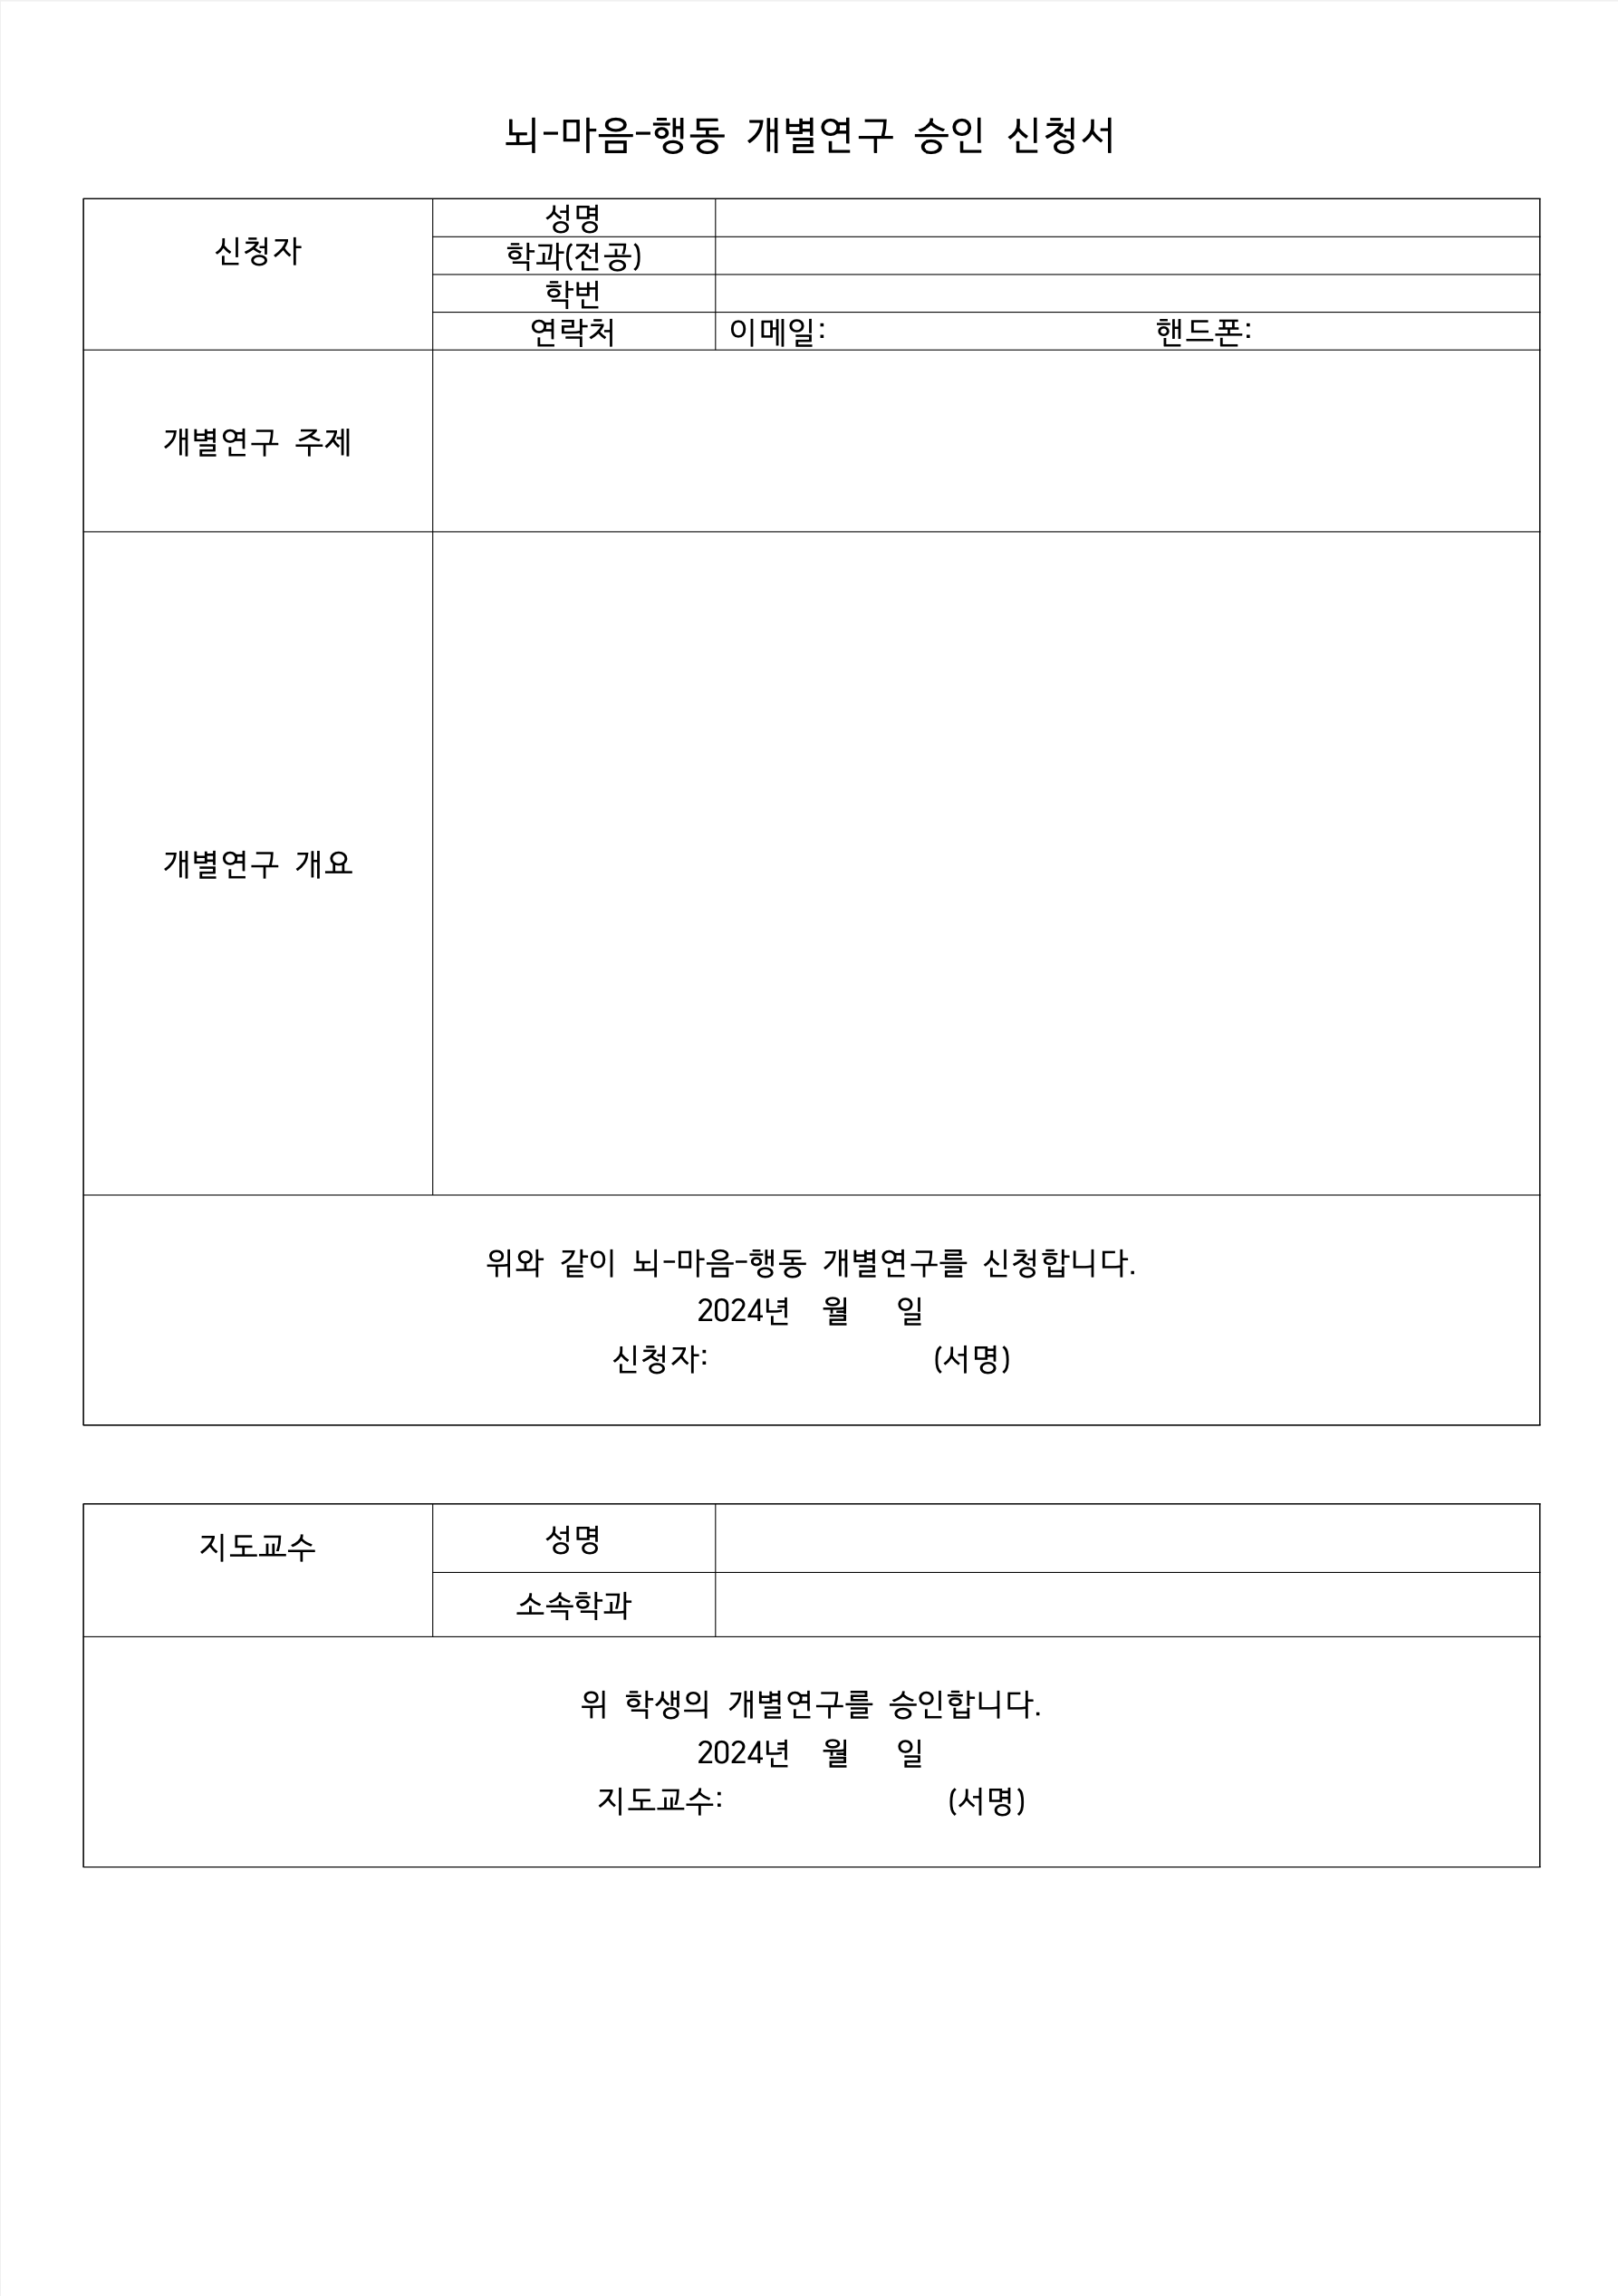 뇌-마음-행동 개별연구 승인 신청서
신청자
성명
학과(전공)
학번
연락처 이메일: 핸드폰:
개별연구 주제
개별연구 개요
위와 같이 뇌-마음-행동 개별연구를 신청합니다.
2024년 월 일
신청자: (서명)
지도교수
성명
소속학과
위 학생의 개별연구를 승인합니다.
2024년 월 일
지도교수: (서명)